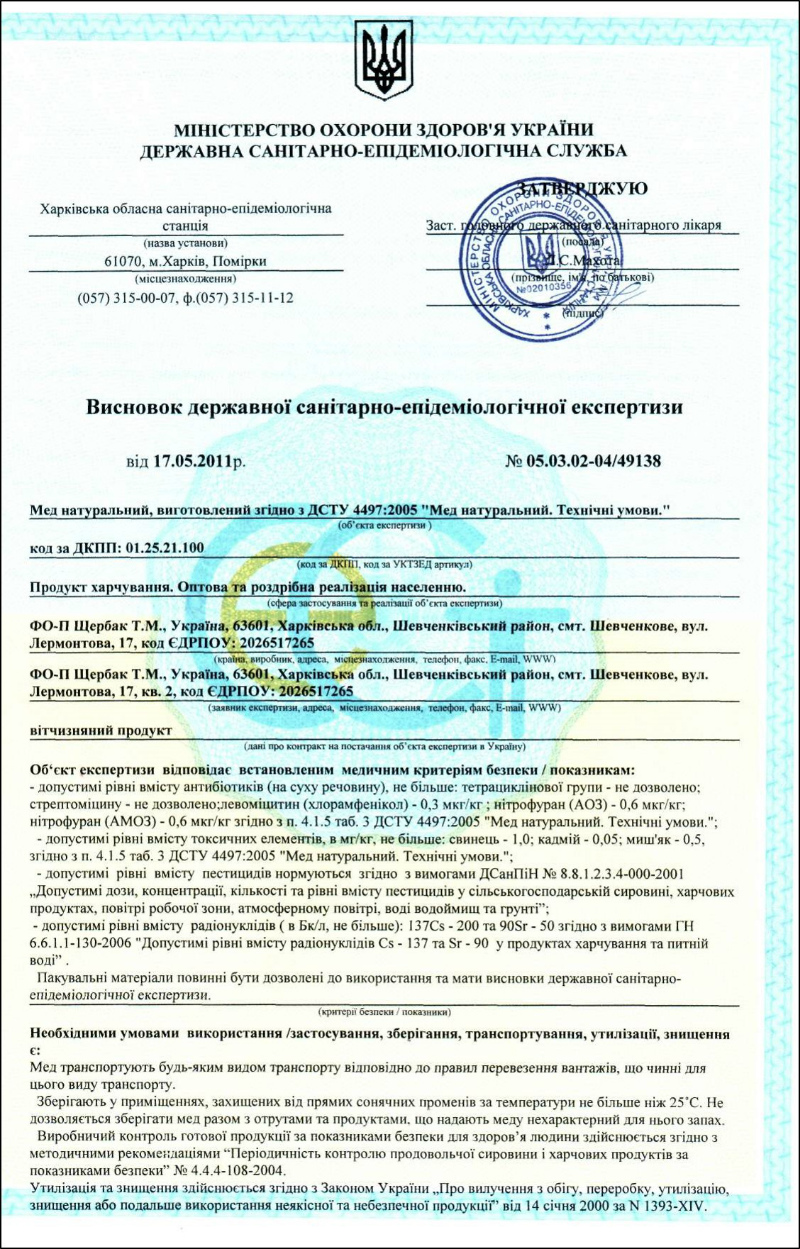 МІНІСТЕРСТВО ОХОРОНИ ЗДОРОВ'Я УКРАЇНИ
ДЕРЖАВНА САНІТАРНО-ЕПІДЕМІОЛОГІЧНА СЛУЖБА
ЗАТВЕРДЖУЮ
Харківська обласна санітарно-епідеміологічна
станція
(назва установи)
61070, м.Харків, Помірки
(місцезнаходження)
(057) 315-00-07, ф.(057) 315-11-12
Заст. головного державного санітарного лікаря
(посада)
І.С.Махота
(прізвище, ім'я, по батькові)
(підпис)
№02010356
Висновок державної санітарно-епідеміологічної експертизи
від 17.05.2011р.
№ 05.03.02-04/49138
Мед натуральний, виготовлений згідно з ДСТУ 4497:2005 "Мед натуральний. Технічні умови."
(об‘єкта експертизи )
код за ДКПП: 01.25.21.100
(код за ДКПП, код за УКТЗЕД артикул)
Продукт харчування. Оптова та роздрібна реалізація населенню.
(сфера застосування та реалізації об‘єкта експертизи)
ФО-П Щербак Т.М., Україна, 63601, Харківська обл., Шевченківський район, смт. Шевченкове, вул.
Лермонтова, 17, код ЄДРПОУ: 2026517265
(країна, виробник, адреса, місцезнаходження, телефон, факс, E-mail, WWW)
ФО-П Щербак Т.М., Україна, 63601, Харківська обл., Шевченківський район, смт. Шевченкове, вул.
Лермонтова, 17, кв. 2, код ЄДРПОУ: 2026517265
(заявник експертизи, адреса, місцезнаходження, телефон, факс, E-mail, WWW)
вітчизняний продукт
(дані про контракт на постачання об‘єкта експертизи в Україну)
Об‘єкт експертизи відповідає встановленим медичним критеріям безпеки / показникам:
- допустимі рівні вмісту антибіотиків (на суху речовину), не більше: тетрациклінової групи - не дозволено;
стрептоміцину - не дозволено;левоміцитин (хлорамфенікол) - 0,3 мкг/кг ; нітрофуран (АОЗ) - 0,6 мкг/кг;
нітрофуран (АМОЗ) - 0,6 мкг/кг згідно з п. 4.1.5 таб. 3 ДСТУ 4497:2005 "Мед натуральний. Технічні умови.";
- допустимі рівні вмісту токсичних елементів, в мг/кг, не більше: свинець - 1,0; кадмій - 0,05; миш'як - 0,5,
згідно з п. 4.1.5 таб. 3 ДСТУ 4497:2005 "Мед натуральний. Технічні умови.";
- допустимі рівні вмісту пестицидів нормуються згідно з вимогами ДСанПіН № 8.8.1.2.3.4-000-2001
„Допустимі дози, концентрації, кількості та рівні вмісту пестицидів у сільськогосподарській сировині, харчових
продуктах, повітрі робочої зони, атмосферному повітрі, воді водоймищ та грунті”;
- допустимі рівні вмісту радіонуклідів ( в Бк/л, не більше): 137Cs - 200 та 90Sr - 50 згідно з вимогами ГН
6.6.1.1-130-2006 "Допустимі рівні вмісту радіонуклідів Cs - 137 та Sr - 90 у продуктах харчування та питній
воді” .
Пакувальні матеріали повинні бути дозволені до використання та мати висновки державної санітарно-
епідеміологічної експертизи.
(критерії безпеки / показники)
Необхідними умовами використання /застосування, зберігання, транспортування, утилізації, знищення
є:
Мед транспортують будь-яким видом транспорту відповідно до правил перевезення вантажів, що чинні для
цього виду транспорту.
Зберігають у приміщеннях, захищених від прямих сонячних променів за температури не більше ніж 25˚С. Не
дозволяється зберігати мед разом з отрутами та продуктами, що надають меду нехарактерний для нього запах.
Виробничий контроль готової продукції за показниками безпеки для здоров’я людини здійснюється згідно з
методичними рекомендаціями “Періодичність контролю продовольчої сировини і харчових продуктів за
показниками безпеки” № 4.4.4-108-2004.
Утилізація та знищення здійснюється згідно з Законом України „Про вилучення з обігу, переробку, утилізацію,
знищення або подальше використання неякісної та небезпечної продукції” від 14 січня 2000 за N 1393-XIV.